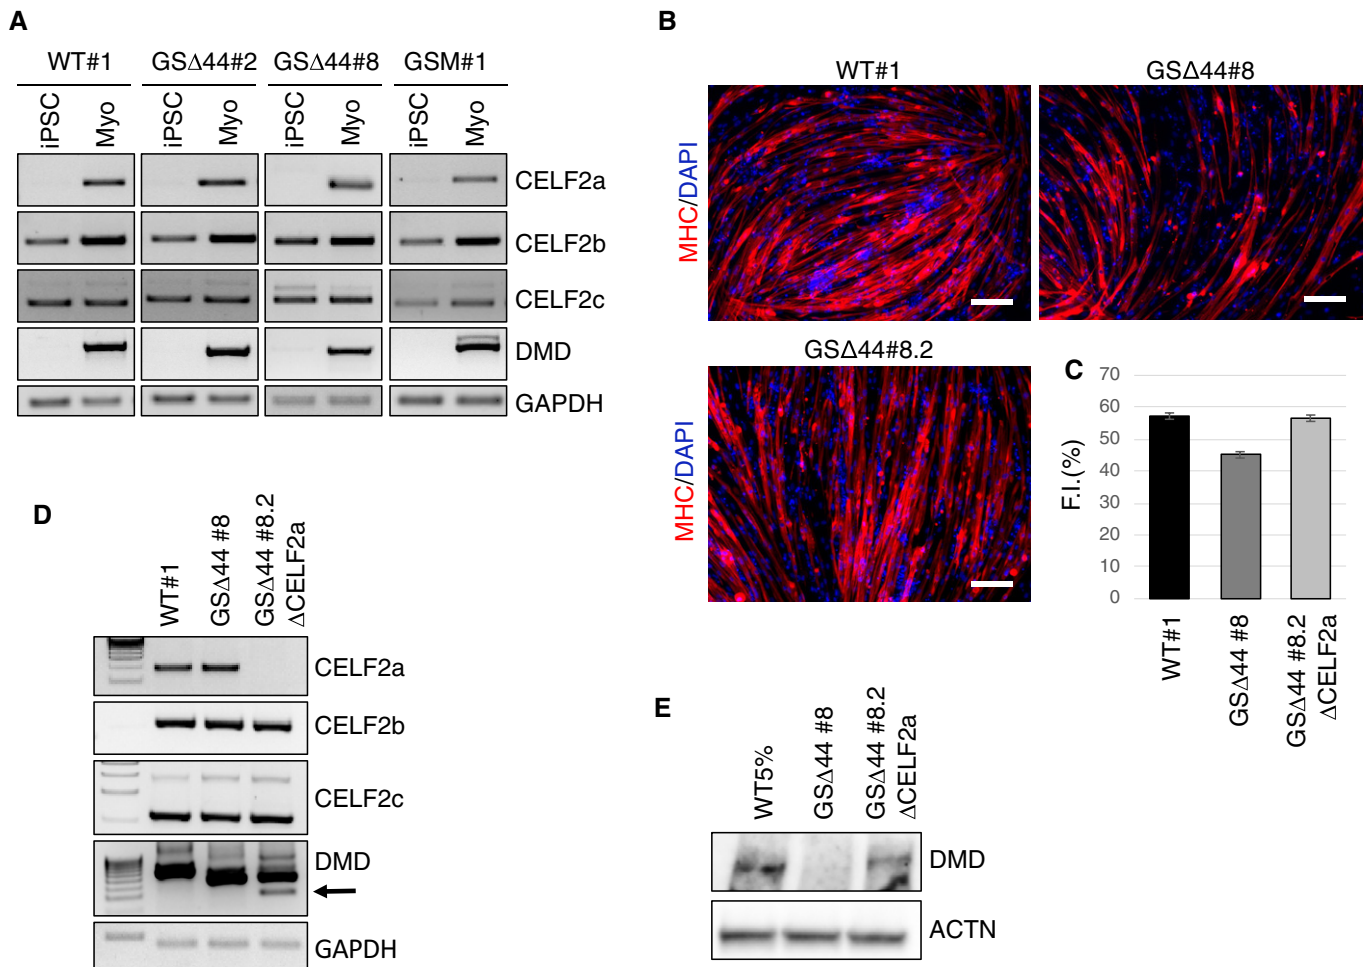 A
WT#1 GSΔ44#2 GSΔ44#8 GSM#1
iPSC Myo iPSC Myo iPSC Myo iPSC Myo
CELF2a
CELF2b
CELF2c
DMD
GAPDH
B
WT#1 GSΔ44#8
MHC/DAPI
GSΔ44#8.2
MHC/DAPI
C
70
60
50
40
30
20
10
0
F.I.(%)
WT#1
GSΔ44 #8
GSΔ44 #8.2
ΔCELF2a
D
WT#1
GSΔ44 #8
GSΔ44 #8.2
ΔCELF2a
CELF2a
CELF2b
CELF2c
DMD
GAPDH
E
WT5%
GSΔ44 #8
GSΔ44 #8.2
ΔCELF2a
DMD
ACTN